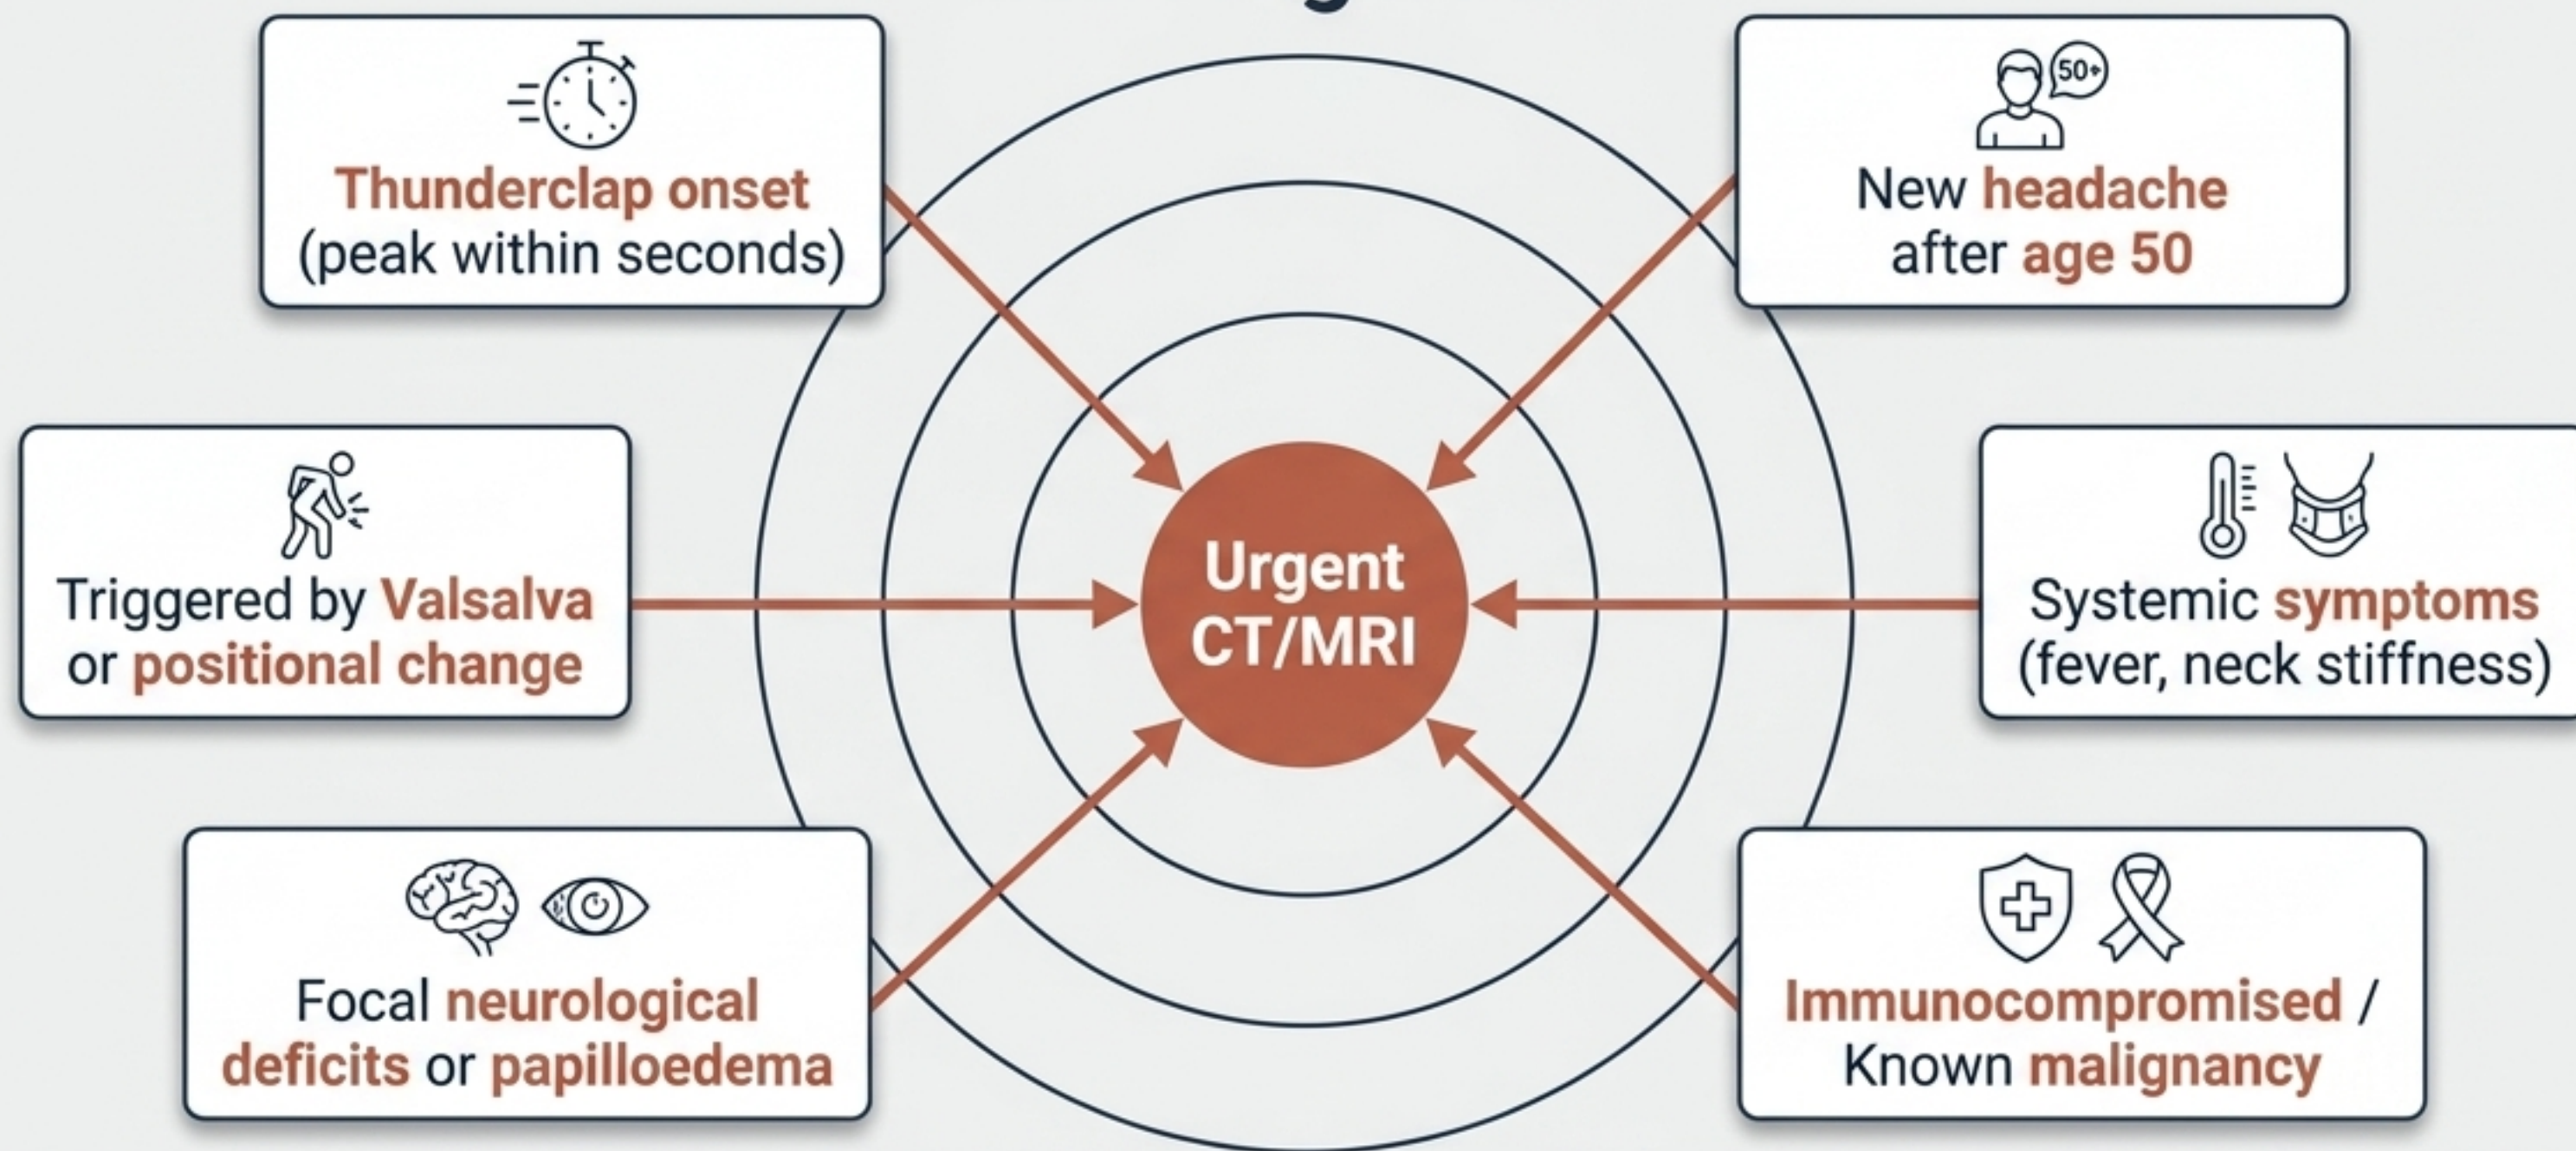 Thunderclap onset
(peak within seconds)
50+
New headache
after age 50
Triggered by Valsalva
or positional change
Urgent
CT/MRI
Systemic symptoms
(fever, neck stiffness)
Focal neurological
deficits or papilloedema
Immunocompromised /
Known malignancy